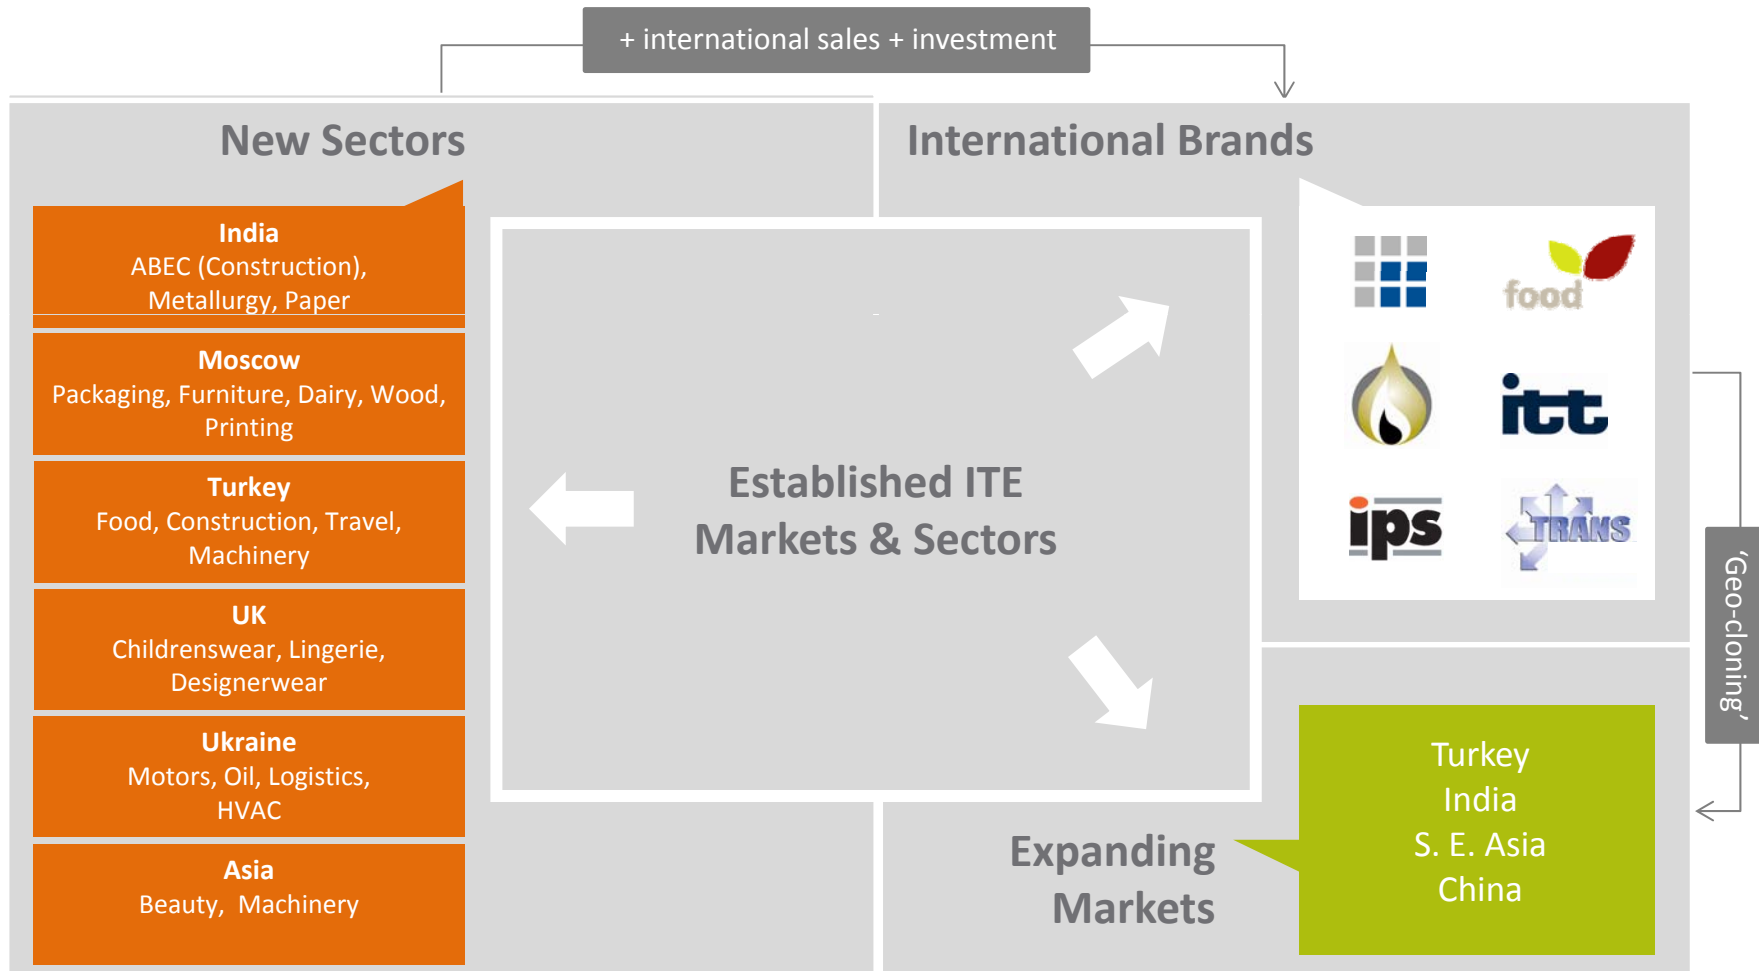 + international sales + investment
New Sectors
International Brands
India
ABEC (Construction),
Metallurgy, Paper
Moscow
Packaging, Furniture, Dairy, Wood,
Printing
Turkey
Food, Construction, Travel,
Machinery
UK
Childrenswear, Lingerie,
Designerwear
Ukraine
Motors, Oil, Logistics,
HVAC
Asia
Beauty, Machinery
Established ITE
Markets & Sectors
food
itt
ips
TRANS
'Geo-cloning'
Expanding
Markets
Turkey
India
S. E. Asia
China